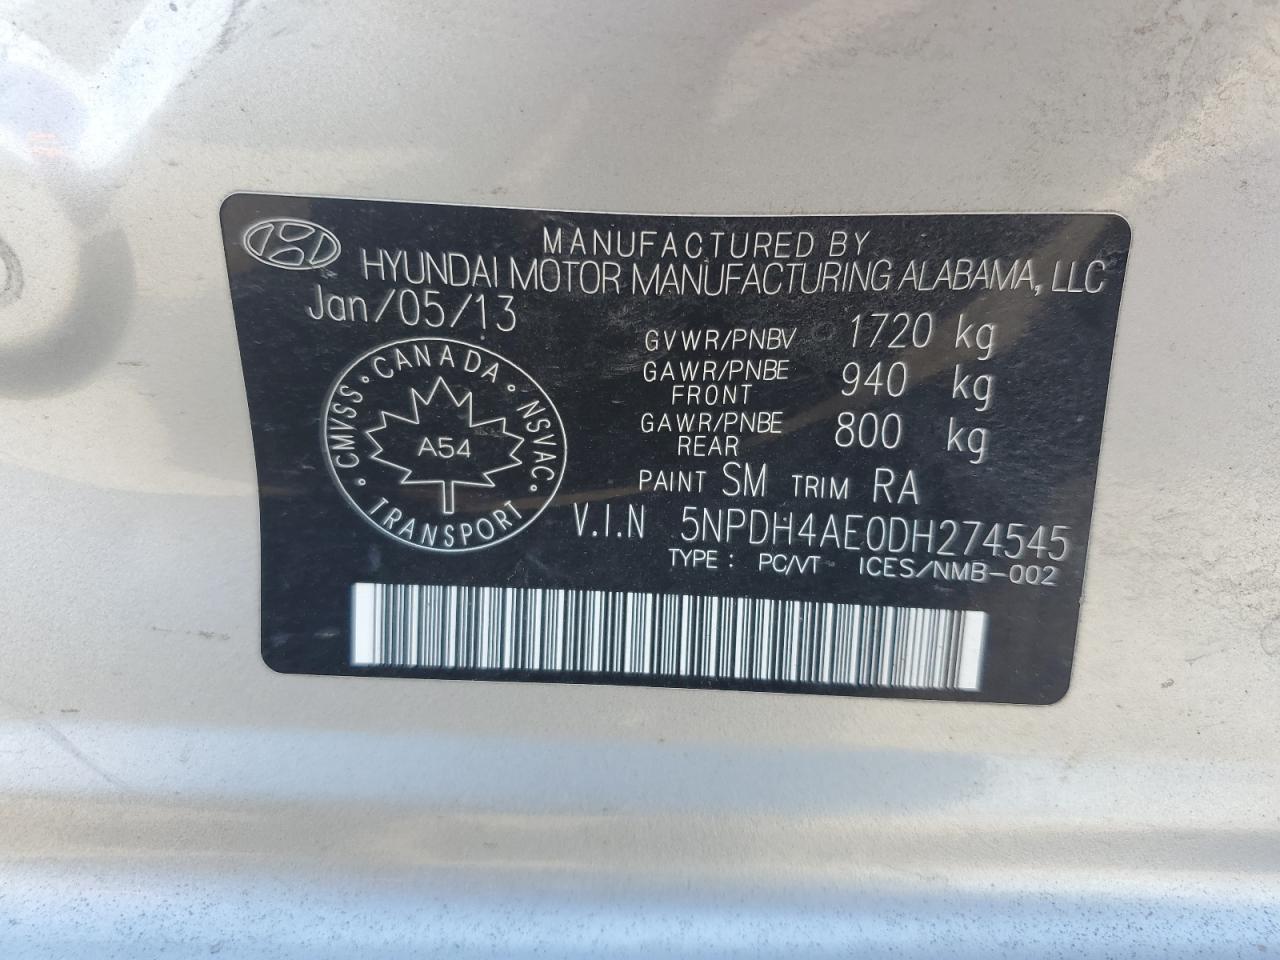 MANUFACTURED BY
HYUNDAI MOTOR MANUFACTURING ALABAMA, LLC
Jan/05/13
GVWR/PNBV 1720 kg
GAWR/PNBE FRONT 940 kg
GAWR/PNBE REAR 800 kg
PAINT SM TRIM RA
V.I.N 5NPDH4AE0DH274545
TYPE : PC/VT ICES/NMB-002
CMVSS · CANADA · NSVAC · TRANSPORT ·
A54